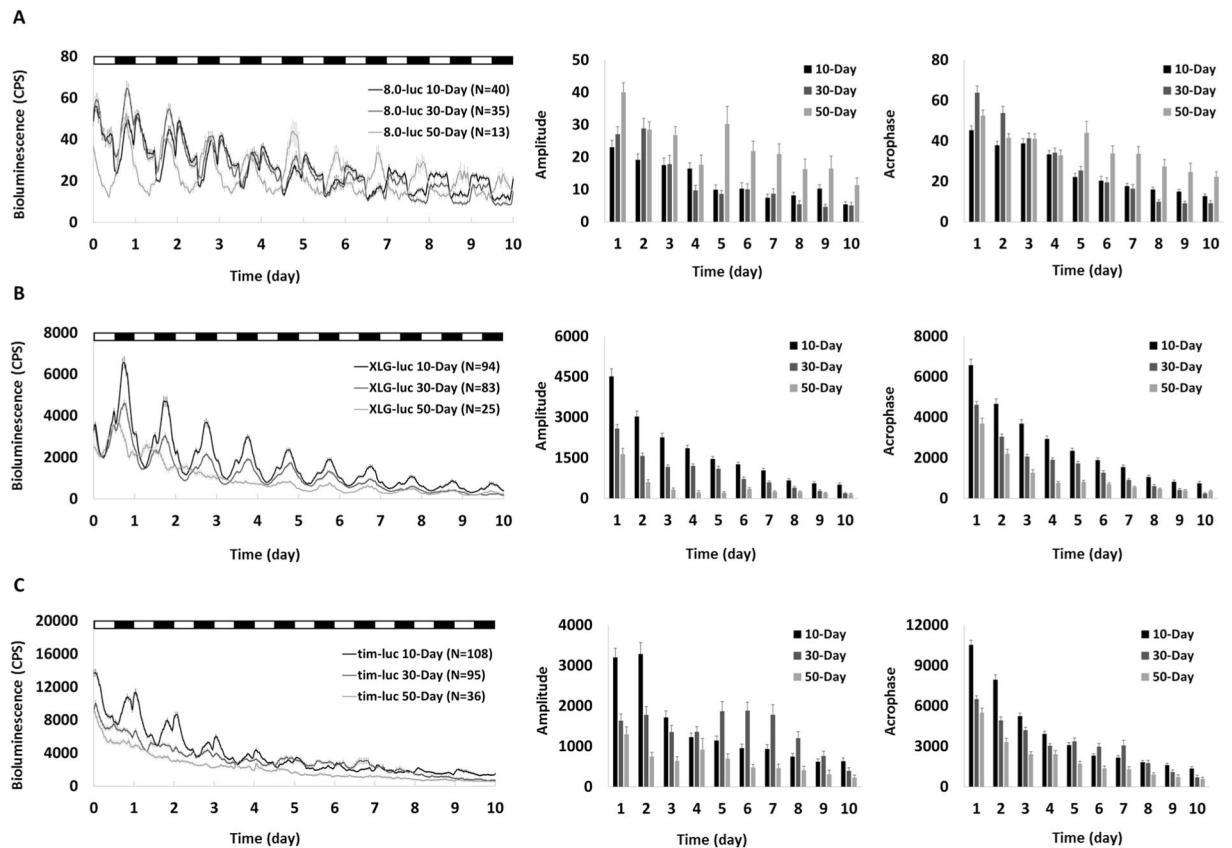 A
Bioluminescence (CPS)
80
60
40
20
0
8.0-luc 10-Day (N=40)
8.0-luc 30-Day (N=35)
8.0-luc 50-Day (N=13)
0 1 2 3 4 5 6 7 8 9 10
Time (day)
Amplitude
50
40
30
20
10
0
10-Day
30-Day
50-Day
1 2 3 4 5 6 7 8 9 10
Time (day)
Acrophase
80
60
40
20
0
10-Day
30-Day
50-Day
1 2 3 4 5 6 7 8 9 10
Time (day)
B
Bioluminescence (CPS)
8000
6000
4000
2000
0
XLG-luc 10-Day (N=94)
XLG-luc 30-Day (N=83)
XLG-luc 50-Day (N=25)
0 1 2 3 4 5 6 7 8 9 10
Time (day)
Amplitude
6000
4500
3000
1500
0
10-Day
30-Day
50-Day
1 2 3 4 5 6 7 8 9 10
Time (day)
Acrophase
8000
6000
4000
2000
0
10-Day
30-Day
50-Day
1 2 3 4 5 6 7 8 9 10
Time (day)
C
Bioluminescence (CPS)
20000
16000
12000
8000
4000
0
tim-luc 10-Day (N=108)
tim-luc 30-Day (N=95)
tim-luc 50-Day (N=36)
0 1 2 3 4 5 6 7 8 9 10
Time (day)
Amplitude
4000
3000
2000
1000
0
10-Day
30-Day
50-Day
1 2 3 4 5 6 7 8 9 10
Time (day)
Acrophase
12000
9000
6000
3000
0
10-Day
30-Day
50-Day
1 2 3 4 5 6 7 8 9 10
Time (day)